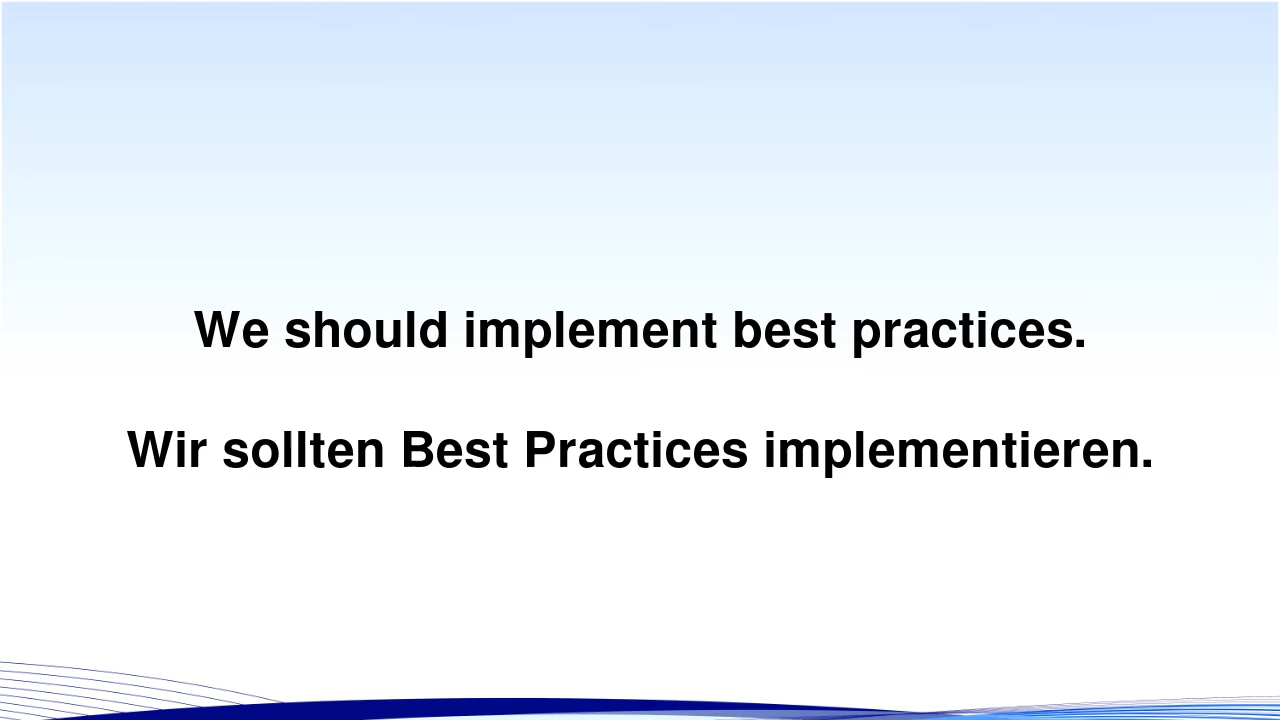 We should implement best practices.
Wir sollten Best Practices implementieren.